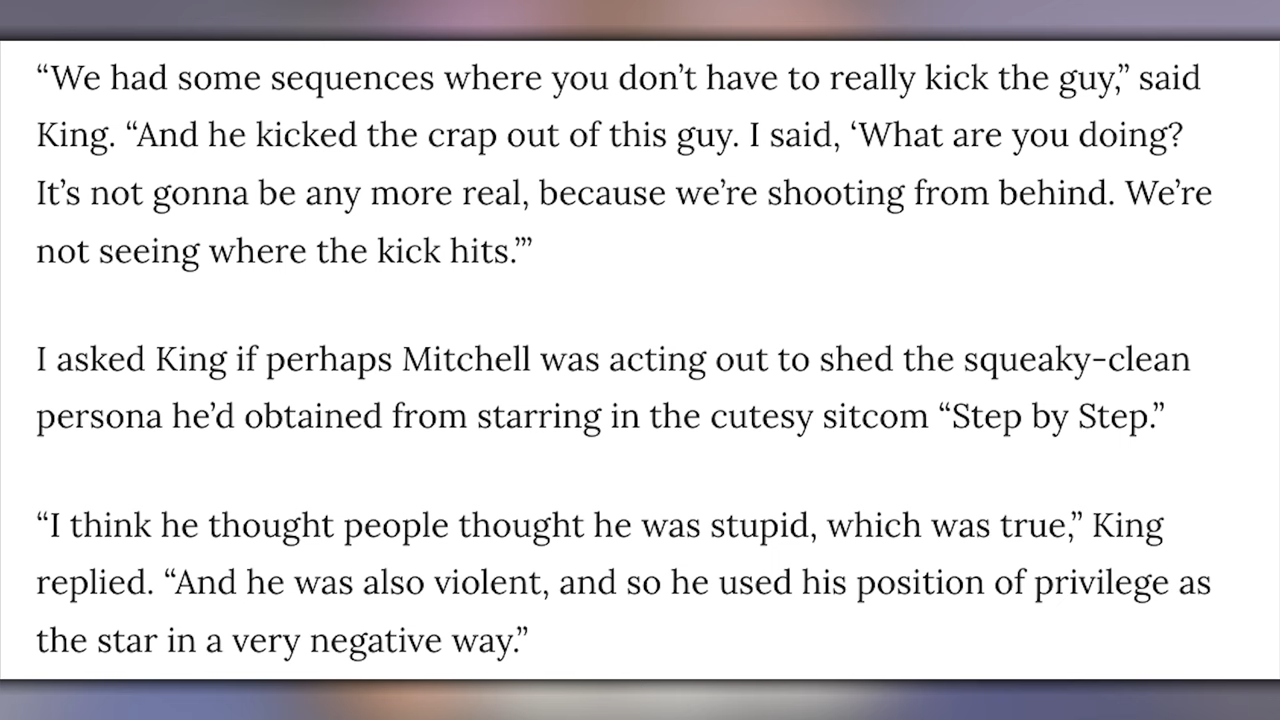 “We had some sequences where you don’t have to really kick the guy,” said
King. “And he kicked the crap out of this guy. I said, ‘What are you doing?
It’s not gonna be any more real, because we’re shooting from behind. We’re
not seeing where the kick hits.’”
I asked King if perhaps Mitchell was acting out to shed the squeaky-clean
persona he’d obtained from starring in the cutesy sitcom “Step by Step.”
“I think he thought people thought he was stupid, which was true,” King
replied. “And he was also violent, and so he used his position of privilege as
the star in a very negative way.”